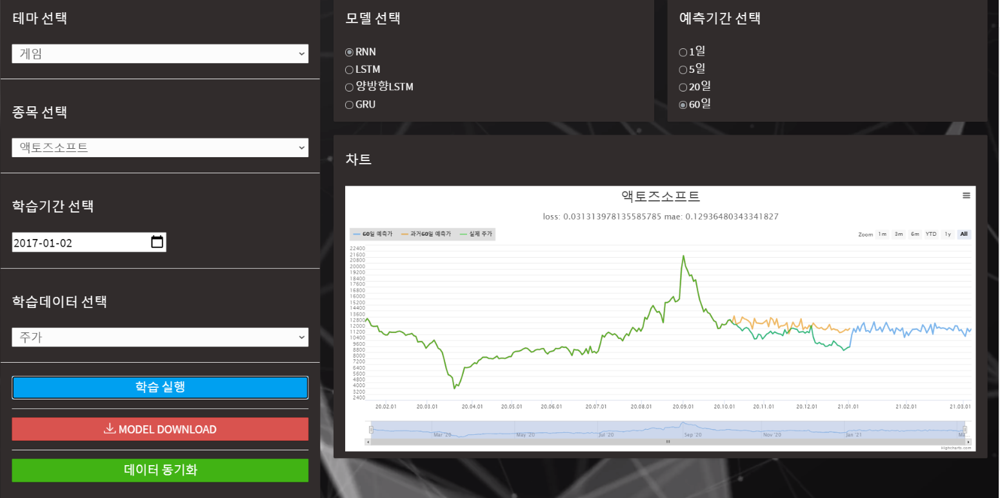 테마 선택
게임
종목 선택
액토즈소프트
학습기간 선택
2017-01-02
학습데이터 선택
주가
학습 실행
MODEL DOWNLOAD
데이터 동기화
모델 선택
RNN
LSTM
양방향LSTM
GRU
예측기간 선택
1일
5일
20일
60일
차트
액토즈소프트
loss: 0.031313978135585785 mae: 0.12936480343341827
60일 예측가 과거60일 예측가 실제 주가
Zoom 1m 3m 6m YTD 1y All
22400
21600
20800
20000
19200
18400
17600
16800
16000
15200
14400
13600
12800
12000
11200
10400
9600
8800
8000
7200
6400
5600
4800
4000
3200
2400
20.02.01 20.03.01 20.04.01 20.05.01 20.06.01 20.07.01 20.08.01 20.09.01 20.10.01 20.11.01 20.12.01 21.01.01 21.02.01 21.03.01
Mar '20 May '20 Jul '20 Sep '20 Nov '20 Jan '21
Highcharts.com